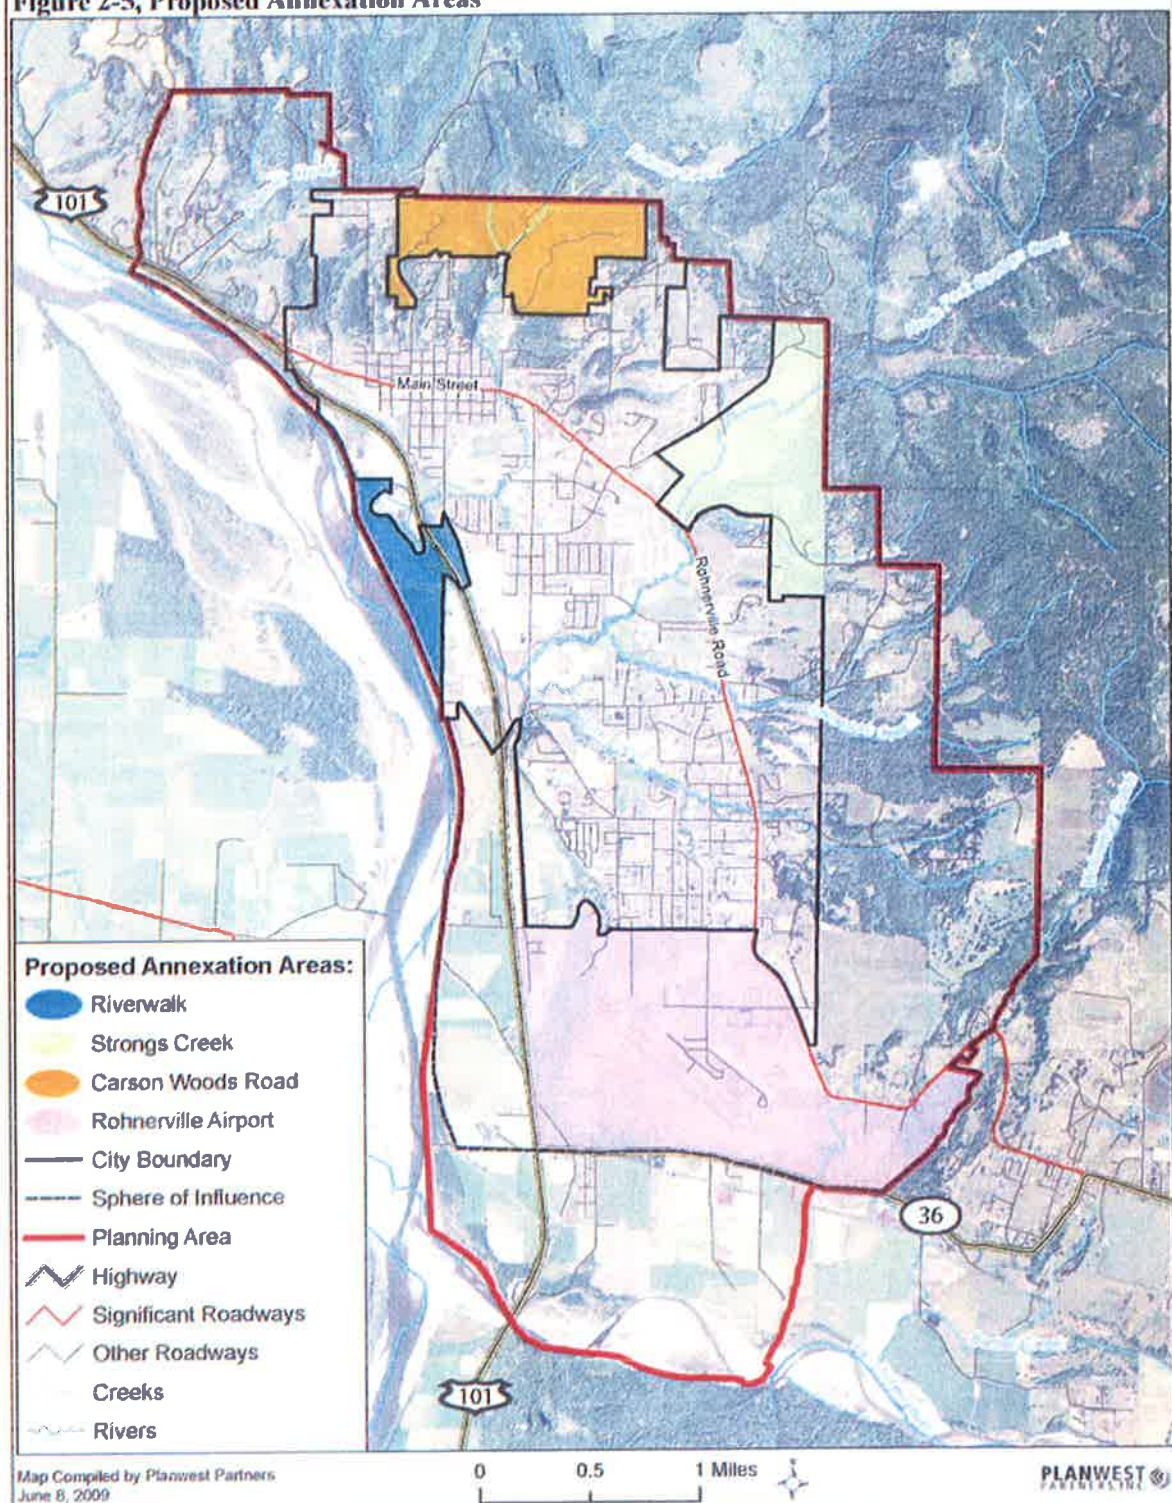 Figure 2-5, Proposed Annexation Areas
101
Main Street
Rohnerville Road
Proposed Annexation Areas:
Riverwalk
Strongs Creek
Carson Woods Road
Rohnerville Airport
City Boundary
Sphere of Influence
Planning Area
Highway
Significant Roadways
Other Roadways
Creeks
Rivers
36
101
Map Compiled by Planwest Partners
June 8, 2009
0 0.5 1 Miles
PLANWEST
PARTNERS, INC.